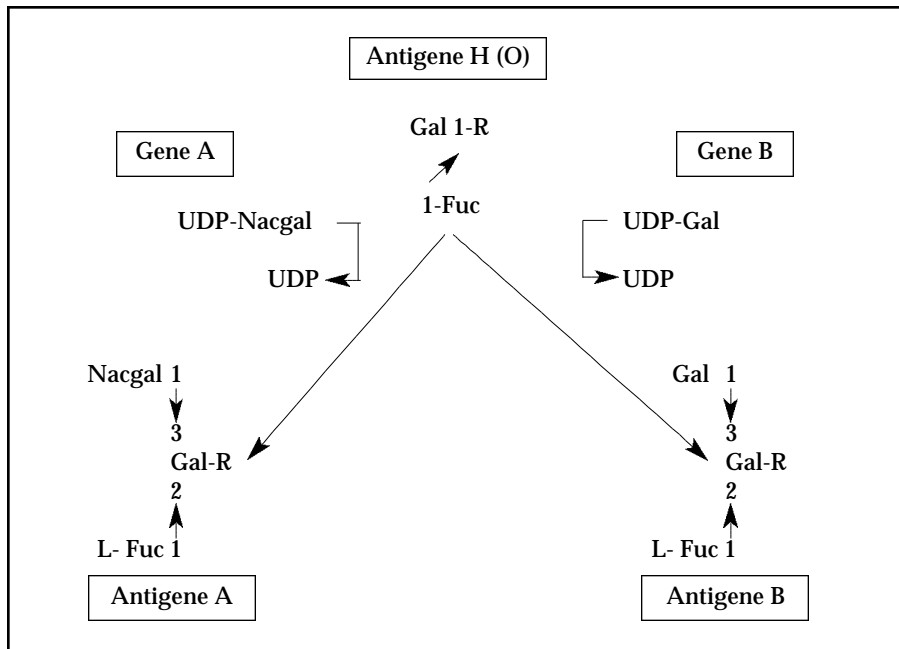 Antigene H (O)
Gal 1-R
Gene A
Gene B
1-Fuc
UDP-Nacgal
UDP-Gal
UDP
UDP
Nacgal 1
3
Gal-R
2
L- Fuc 1
Antigene A
Gal 1
3
Gal-R
2
L- Fuc 1
Antigene B